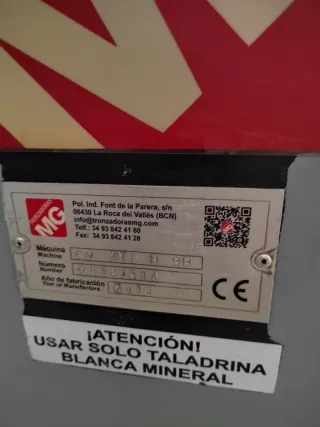 MG
Pol. ind. Font de la Parera, s/n
08430 La Roca del Vallés (BCN)
info@tronzadorasmg.com
Telf.: 34 93 842 41 60
Fax: 34 93 842 41 28
Máquina
Machine
Número
Member
Año de fabricación
Year of Manufacture
CE
¡ATENCIÓN!
USAR SOLO TALADRINA
BLANCA MINERAL